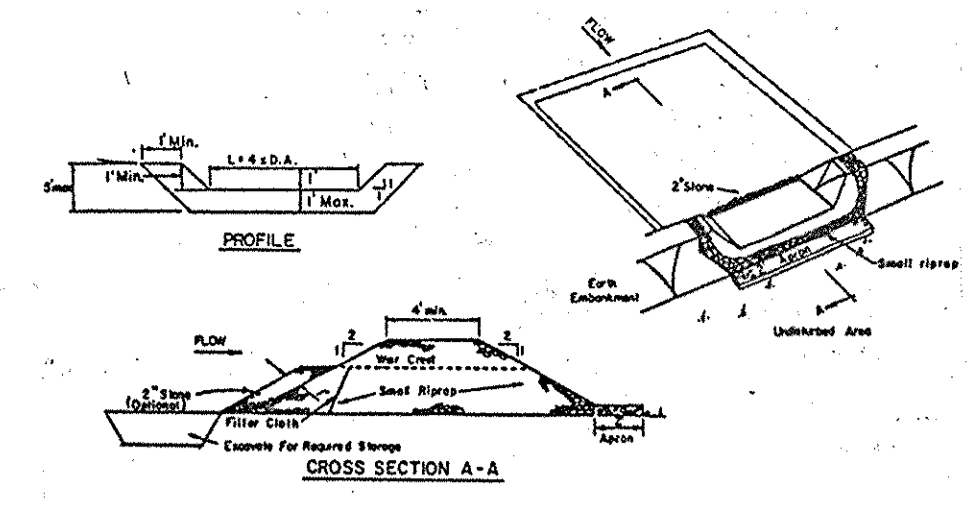 1' Min.
L = 4 x D.A.
1' Min.
1'
5' max
1' Max.
1
1
PROFILE
FLOW
A
2" Stone
Apron
Small riprap
Earth
Embankment
A
Undisturbed Area
4' min.
2
1
2
1
FLOW
Weir Crest
2" Stone
(Optional)
Small Riprap
Filter Cloth
Apron
Excavate For Required Storage
CROSS SECTION A-A